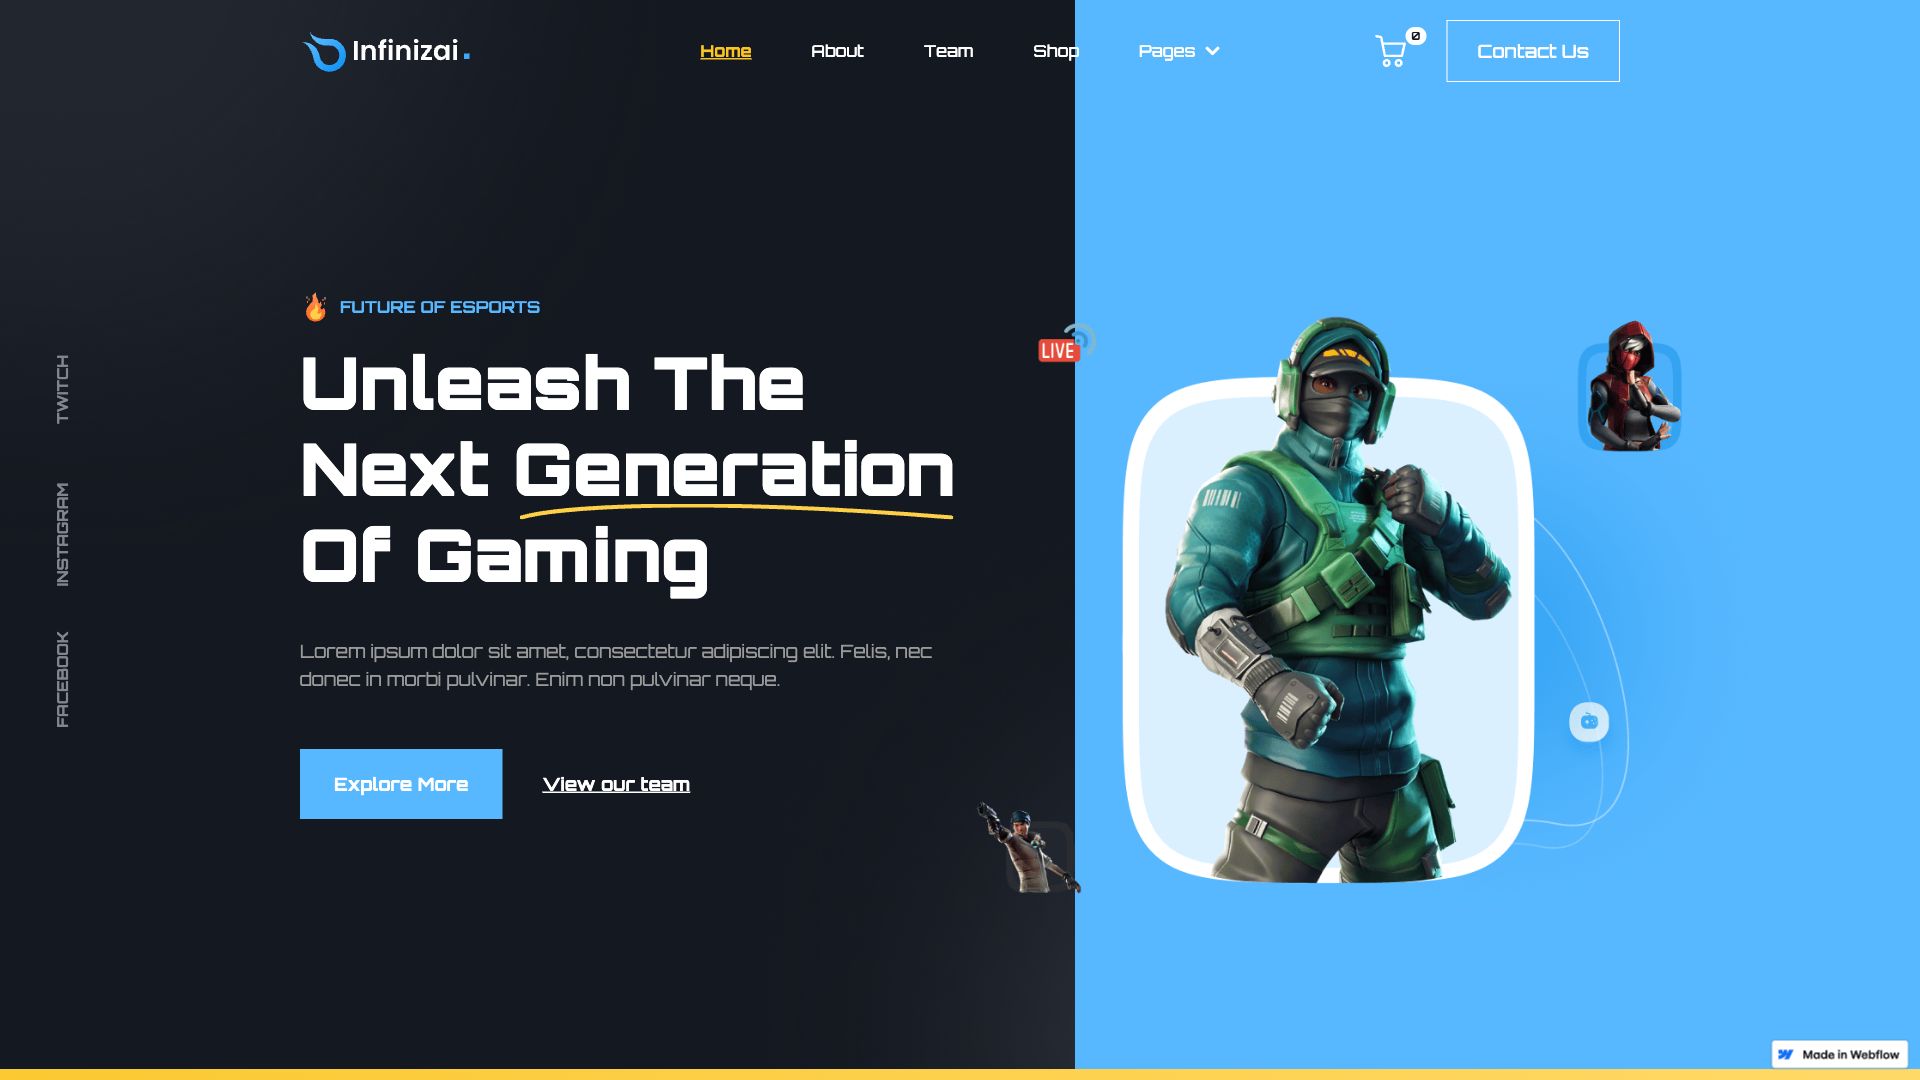 Infinizai.
Home
About
Team
Shop
Pages
0
Contact Us
TWITCH
INSTAGRAM
FACEBOOK
FUTURE OF ESPORTS
Unleash The
Next Generation
Of Gaming
Lorem ipsum dolor sit amet, consectetur adipiscing elit. Felis, nec
donec in morbi pulvinar. Enim non pulvinar neque.
Explore More
View our team
LIVE
Made in Webflow